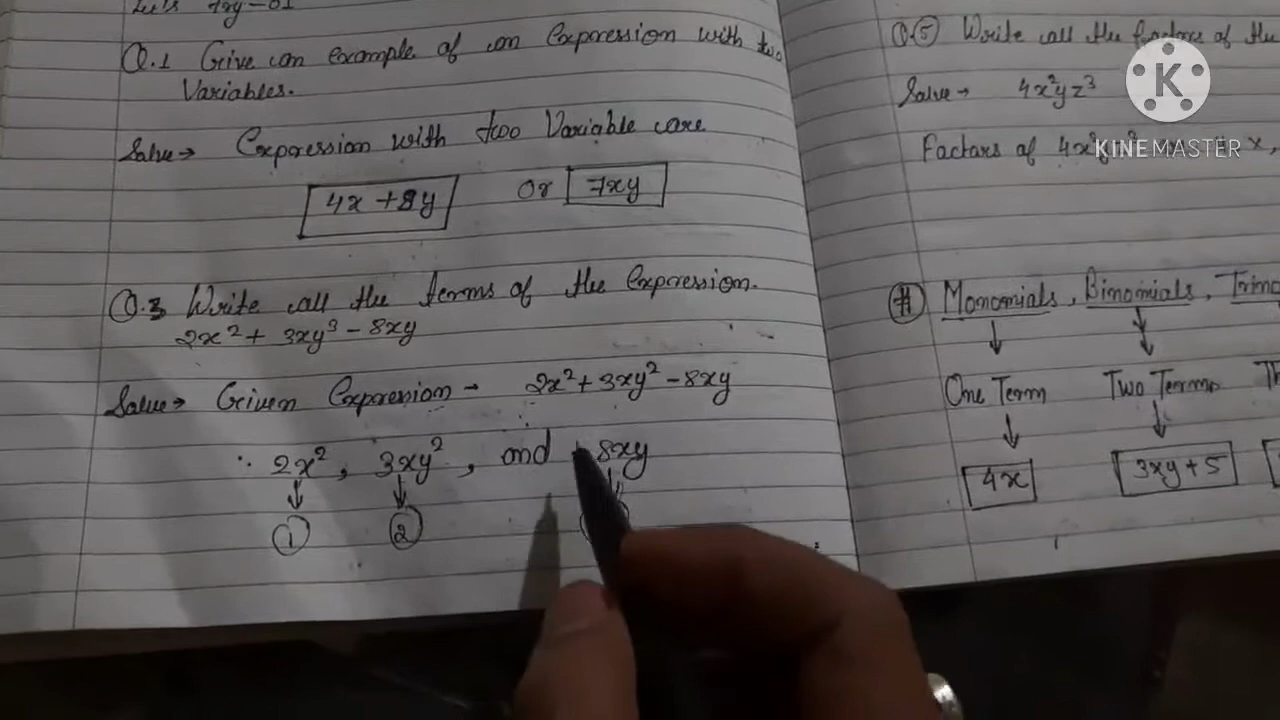 Q.1 Give an example of an expression with two
Variables.
Solve→ Expression with two Variable are
4x + 8y or 7xy
Q.3 Write all the terms of the Expression.
2x² + 3xy³ - 8xy
Solve→ Given Expression - 2x² + 3xy² - 8xy
∴ 2x², 3xy², and -8xy
① ②
Q.5 Write all the factors of the
Solve→ 4x²yz³
Factors of
# Monomials, Binomials,
One Term Two Terms
4x 3xy + 5
K
KINEMASTER